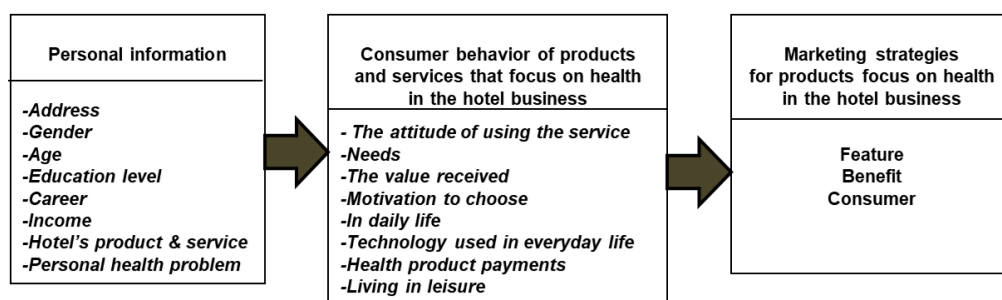 Personal information
-Address
-Gender
-Age
-Education level
-Career
-Income
-Hotel's product & service
-Personal health problem
Consumer behavior of products
and services that focus on health
in the hotel business
- The attitude of using the service
-Needs
-The value received
-Motivation to choose
-In daily life
-Technology used in everyday life
-Health product payments
-Living in leisure
Marketing strategies
for products focus on health
in the hotel business
Feature
Benefit
Consumer